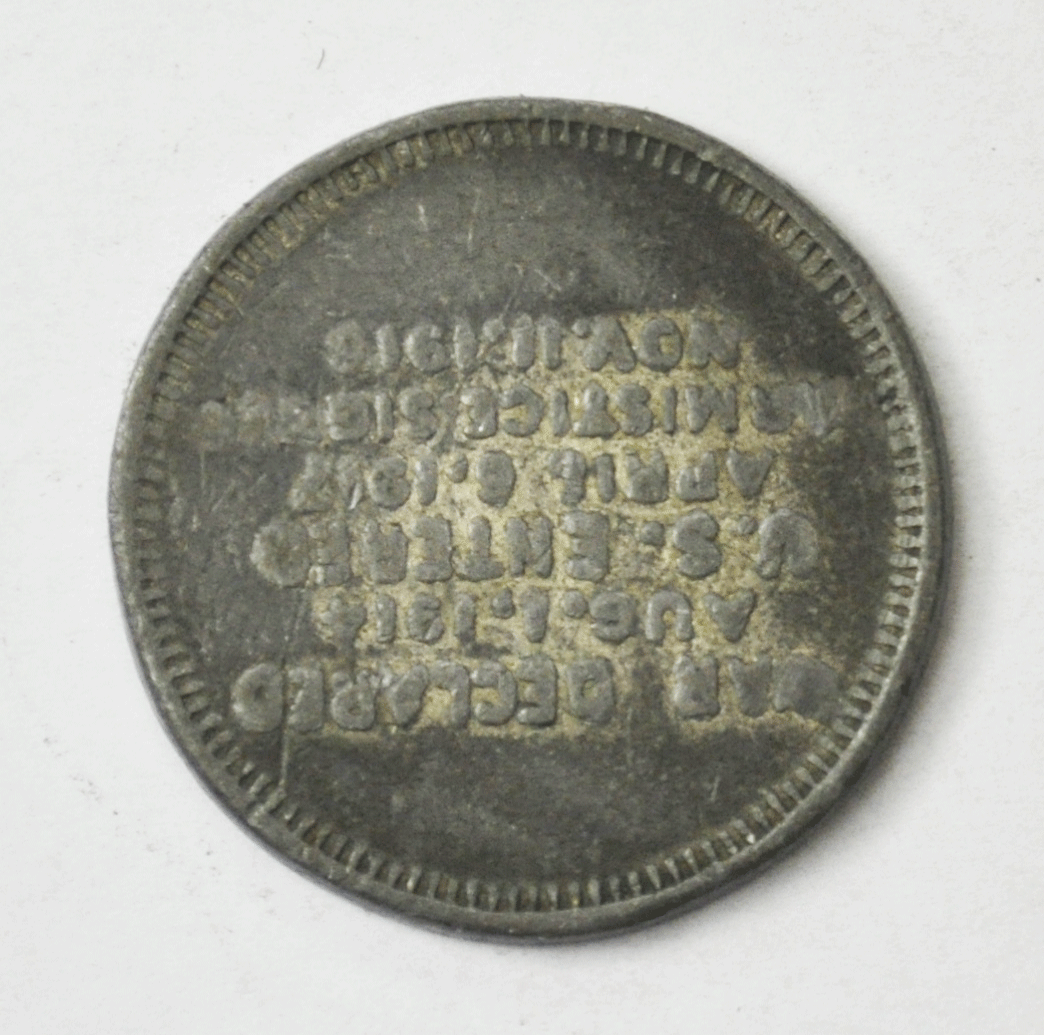 WAR DECLARED
AUG. 1. 1914
U. S. ENTERED
APRIL 6. 1917
ARMISTICE SIGNED
NOV. 11. 1918